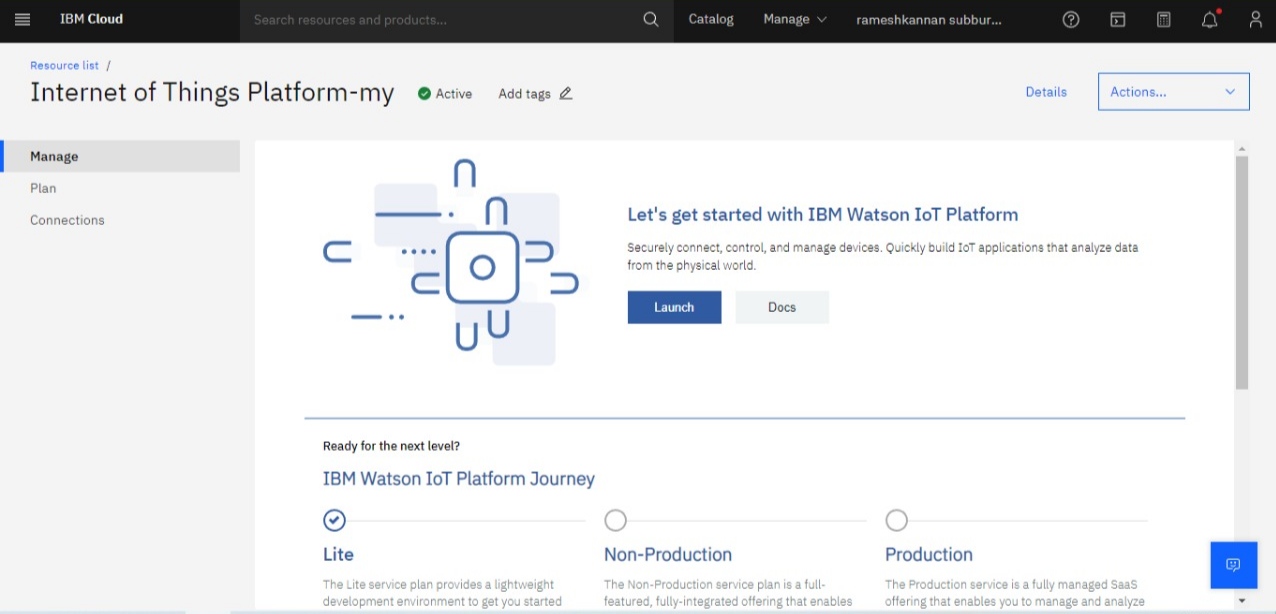 IBM Cloud
Search resources and products...
Catalog
Manage
rameshkannan subbur...
Resource list /
Internet of Things Platform-my
Active
Add tags
Details
Actions...
Manage
Plan
Connections
Let's get started with IBM Watson IoT Platform
Securely connect, control, and manage devices. Quickly build IoT applications that analyze data
from the physical world.
Launch
Docs
Ready for the next level?
IBM Watson IoT Platform Journey
Lite
The Lite service plan provides a lightweight
development environment to get you started
Non-Production
The Non-Production service plan is a full-
featured, fully-integrated offering that enables
Production
The Production service is a fully managed SaaS
offering that enables you to manage and analyze